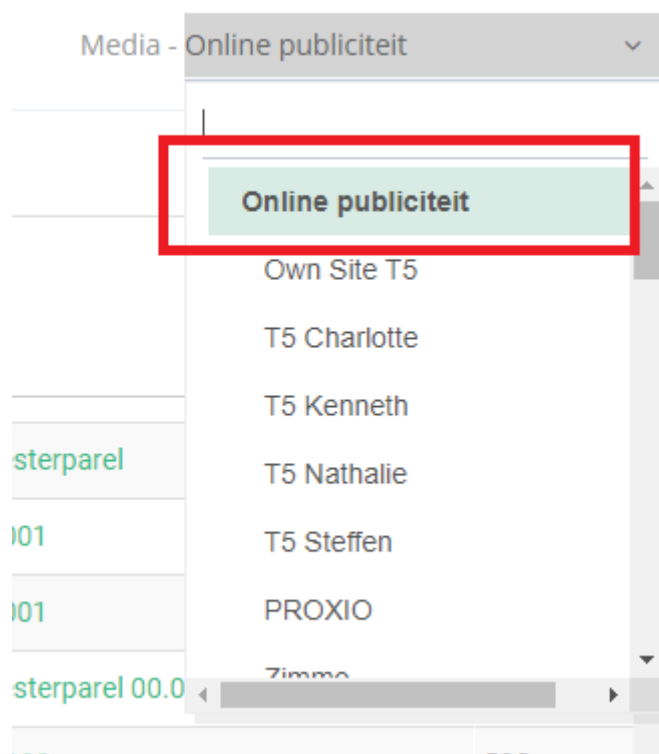 Media - Online publiciteit
Online publiciteit
Own Site T5
T5 Charlotte
T5 Kenneth
sterparel
T5 Nathalie
001
T5 Steffen
001
PROXIO
sterparel 00.0
Zimmo